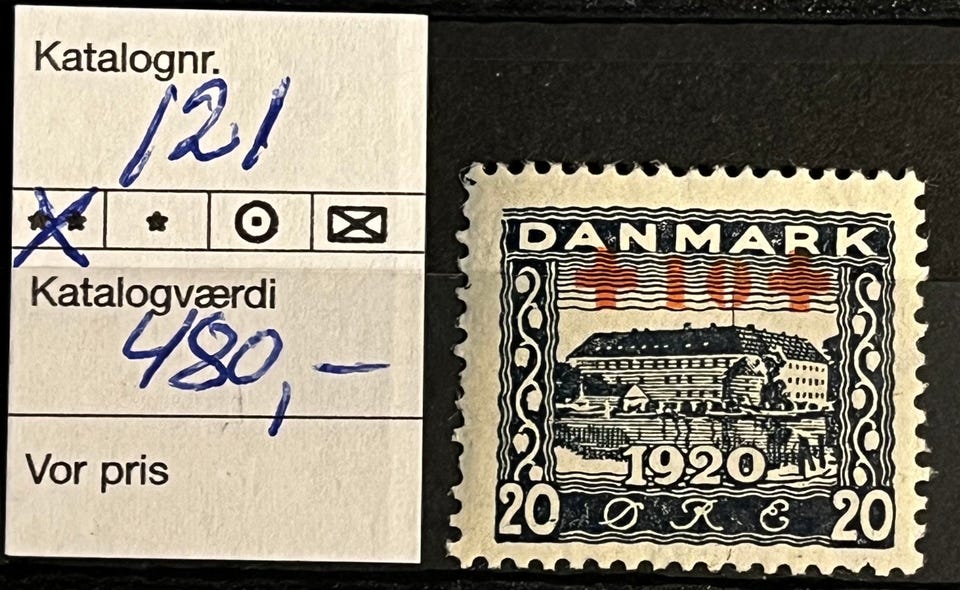 Katalognr.
121
Katalogværdi
480,-
Vor pris
DANMARK
+ 10 +
1920
20 ØRE 20